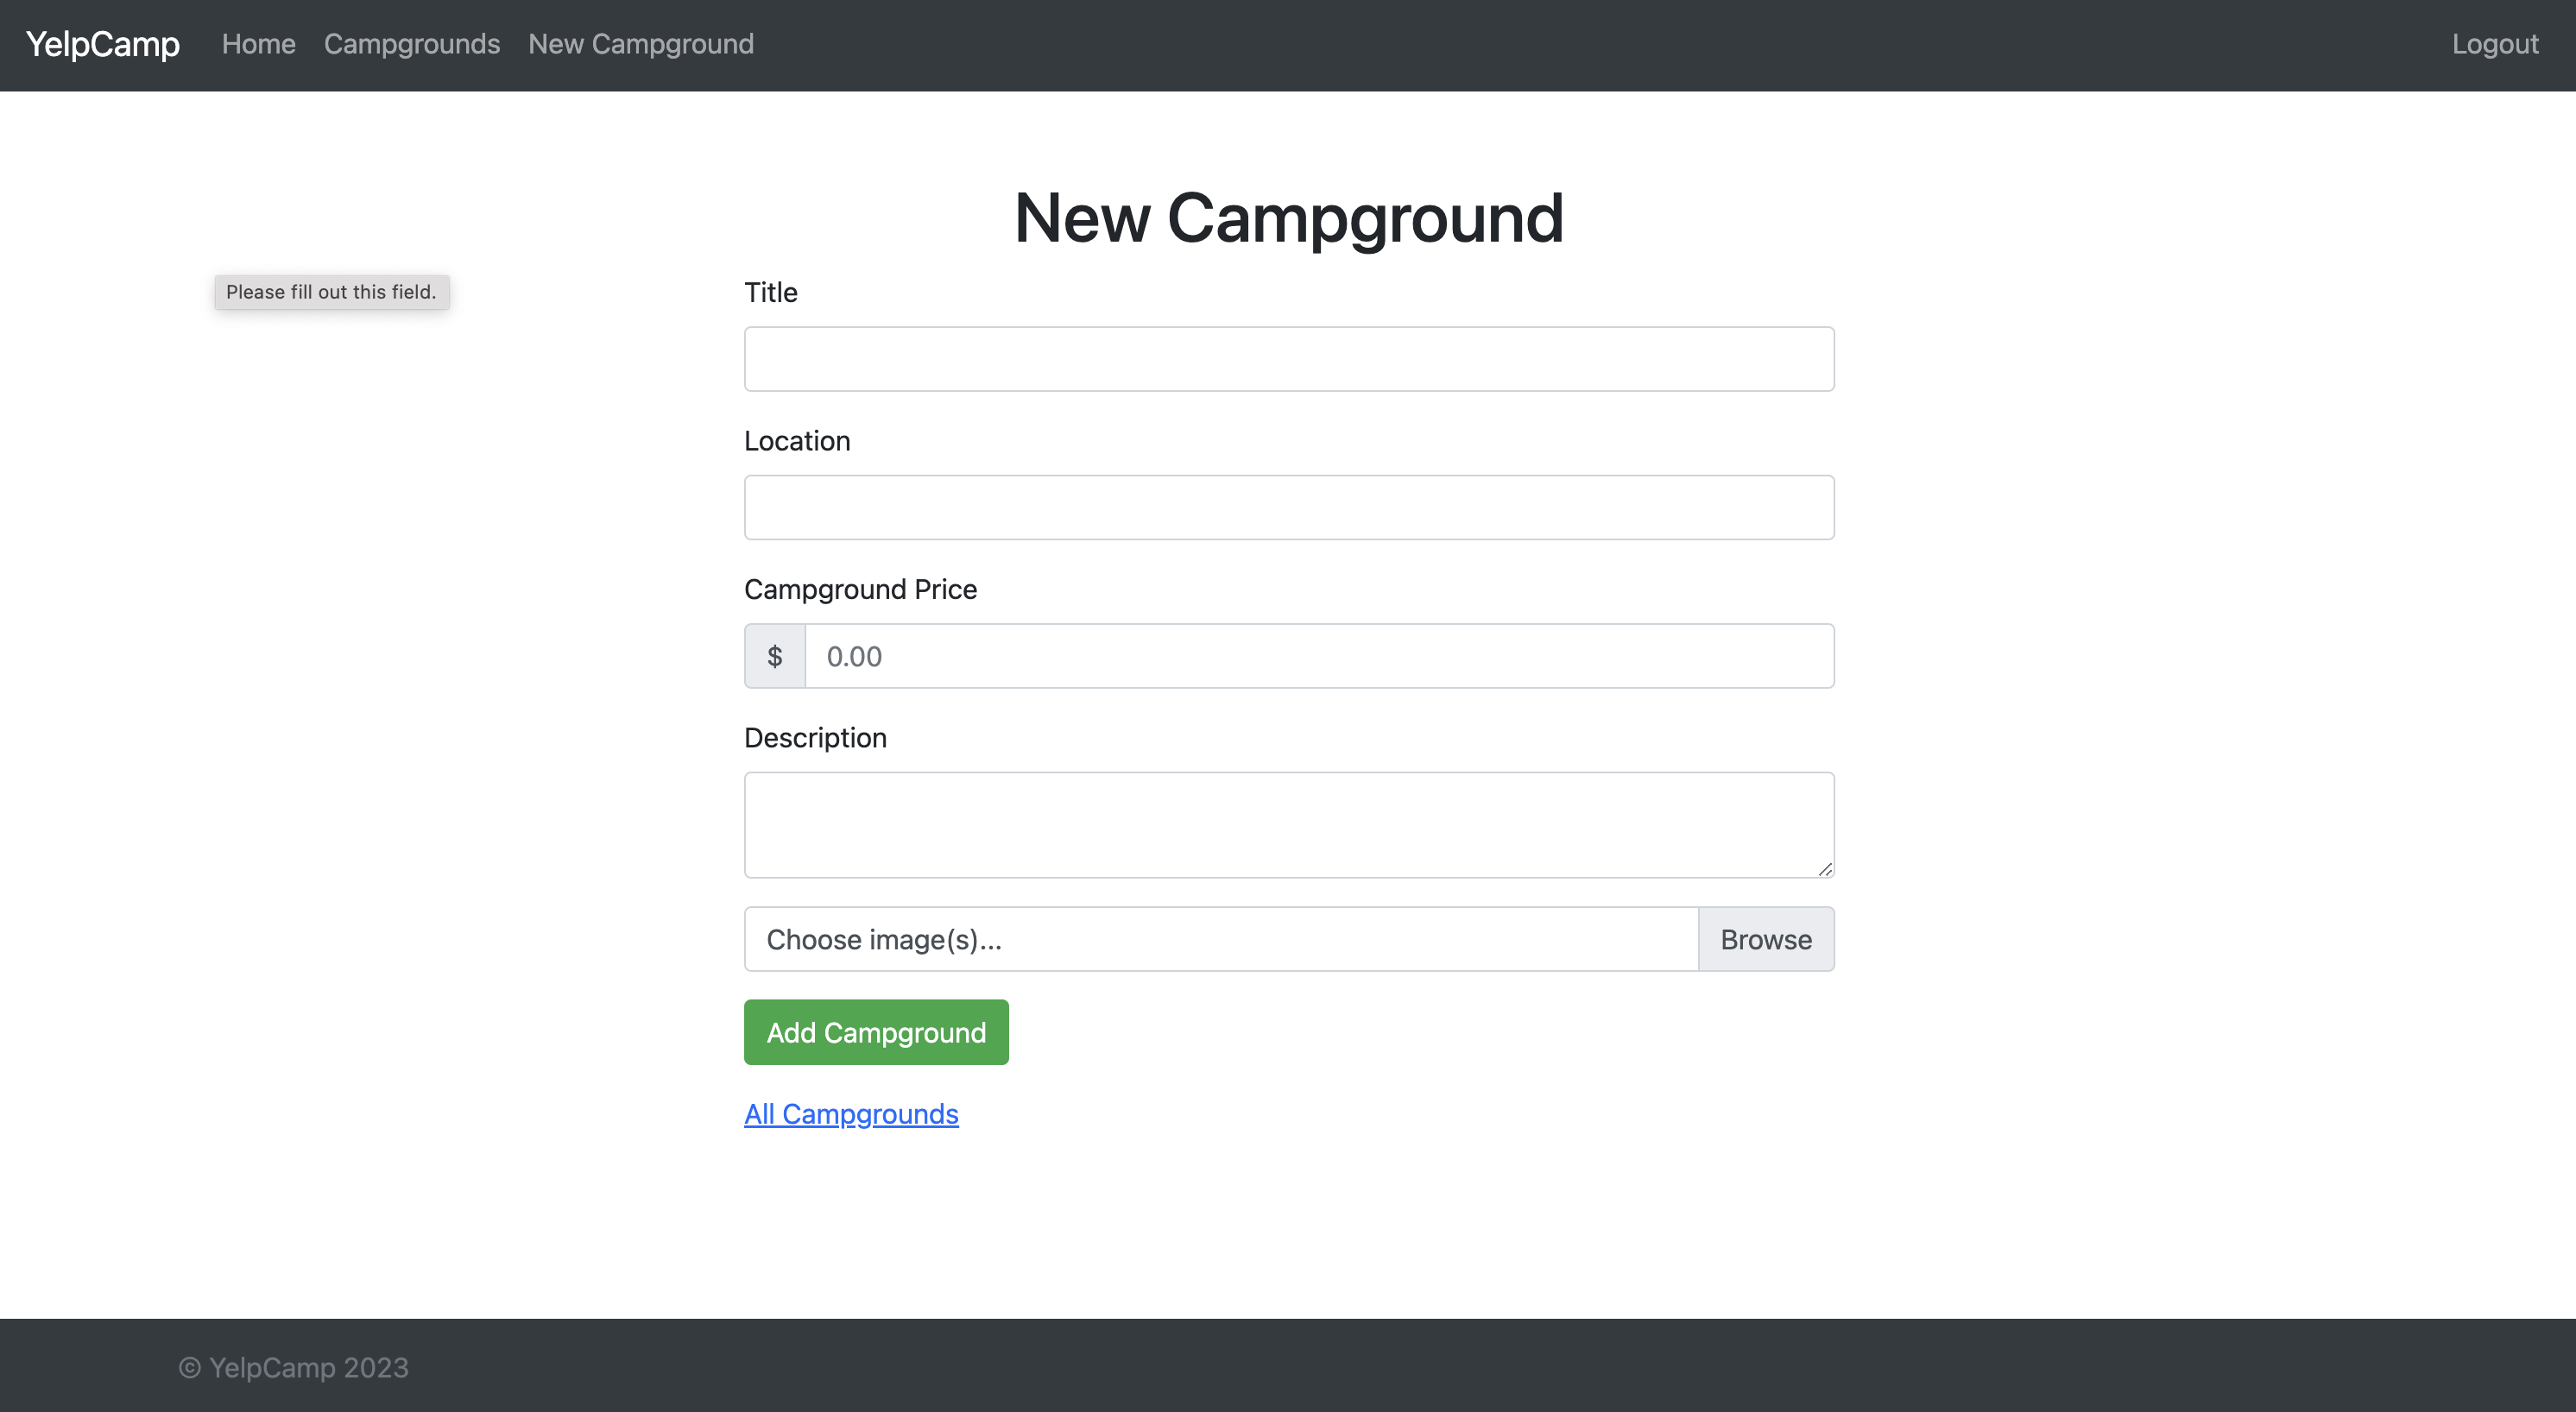 YelpCamp Home Campgrounds New Campground Logout
New Campground
Please fill out this field.
Title
Location
Campground Price
$ 0.00
Description
Choose image(s)... Browse
Add Campground
All Campgrounds
© YelpCamp 2023